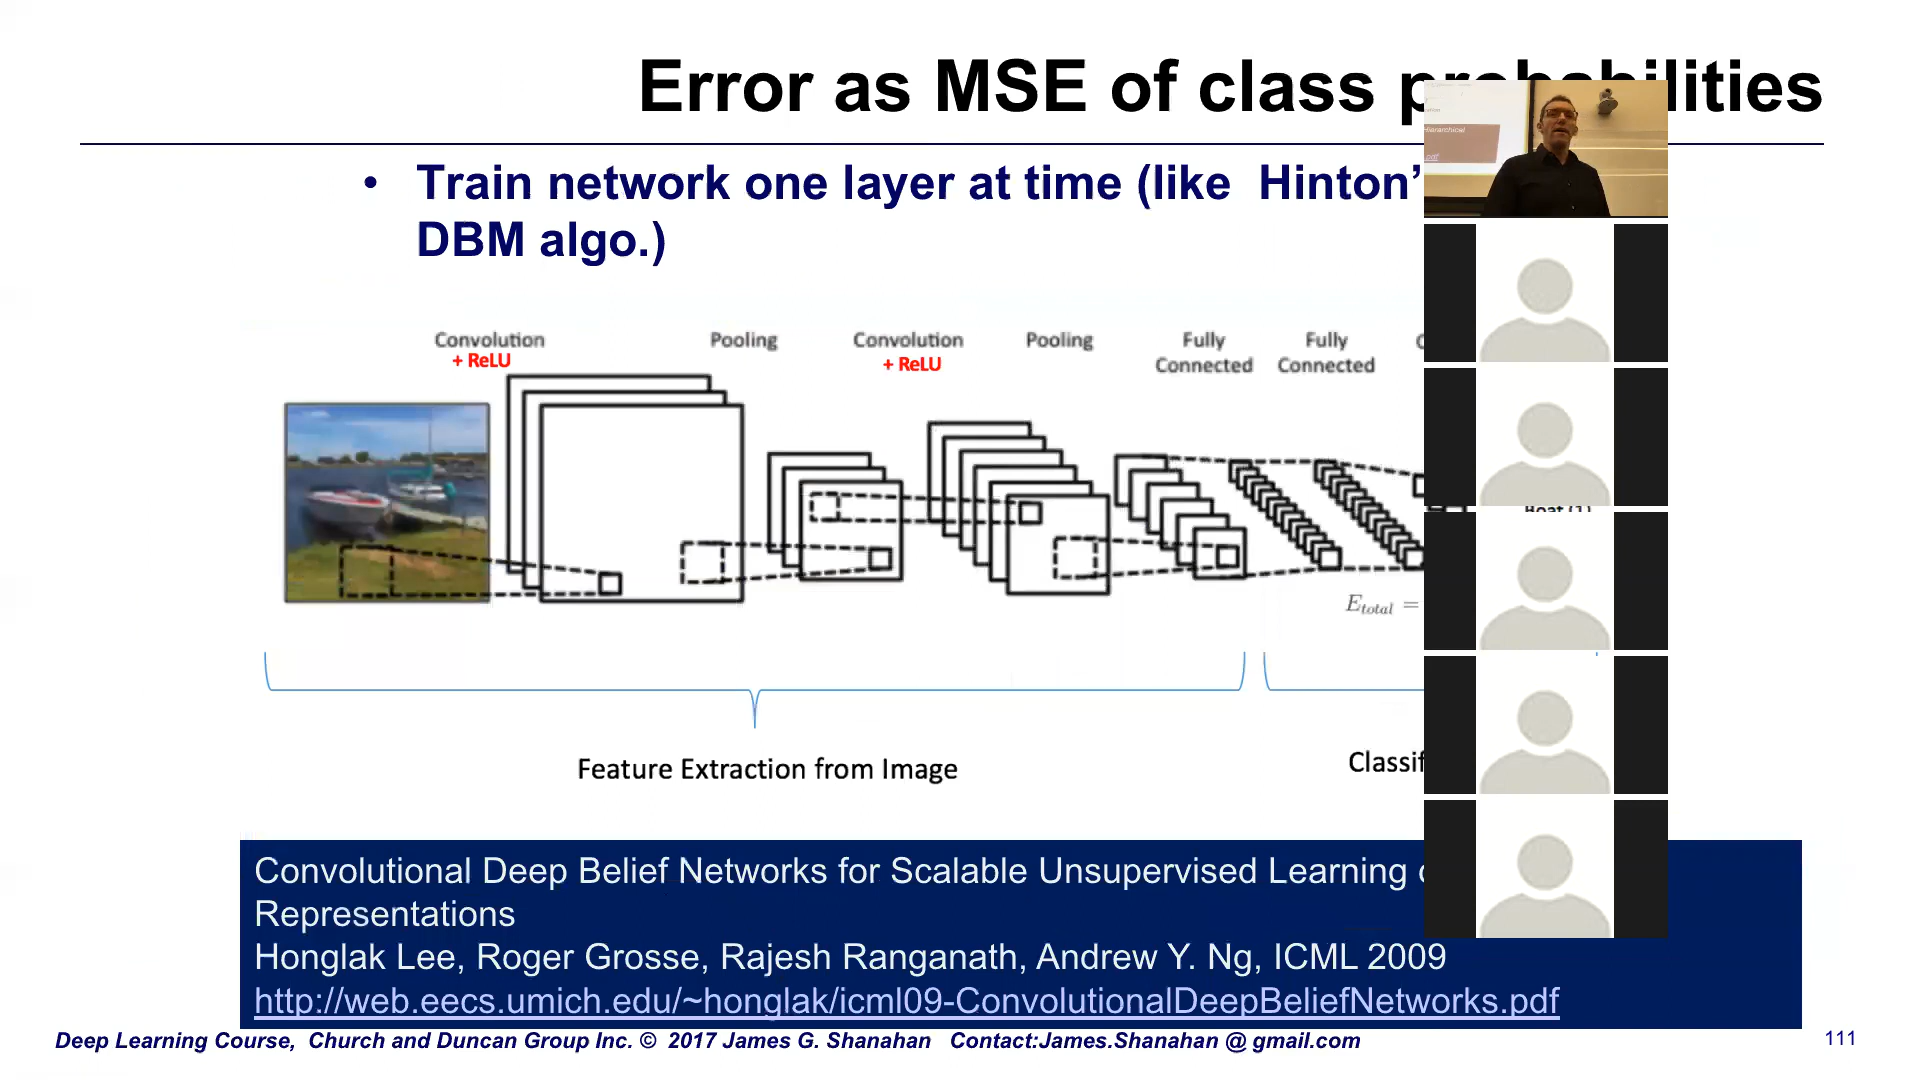 Error as MSE of class probabilities
• Train network one layer at time (like Hinton'
DBM algo.)
Convolution
+ ReLU
Pooling
Convolution
+ ReLU
Pooling
Fully
Connected
Fully
Connected
E_total =
Feature Extraction from Image
Classif
Convolutional Deep Belief Networks for Scalable Unsupervised Learning
Representations
Honglak Lee, Roger Grosse, Rajesh Ranganath, Andrew Y. Ng, ICML 2009
http://web.eecs.umich.edu/~honglak/icml09-ConvolutionalDeepBeliefNetworks.pdf
Deep Learning Course, Church and Duncan Group Inc. © 2017 James G. Shanahan Contact:James.Shanahan @ gmail.com
111
Hierarchical
.pdf